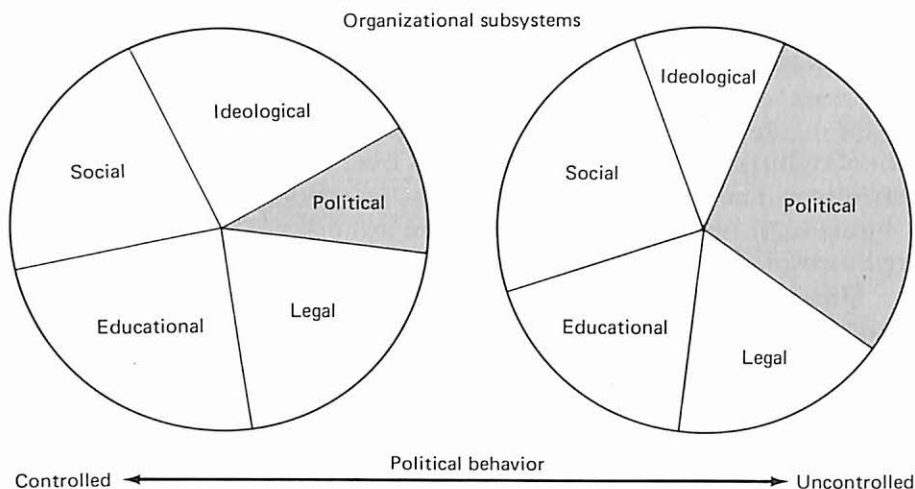 Organizational subsystems
Ideological
Social
Political
Educational
Legal
Ideological
Social
Political
Educational
Legal
Political behavior
Controlled
Uncontrolled